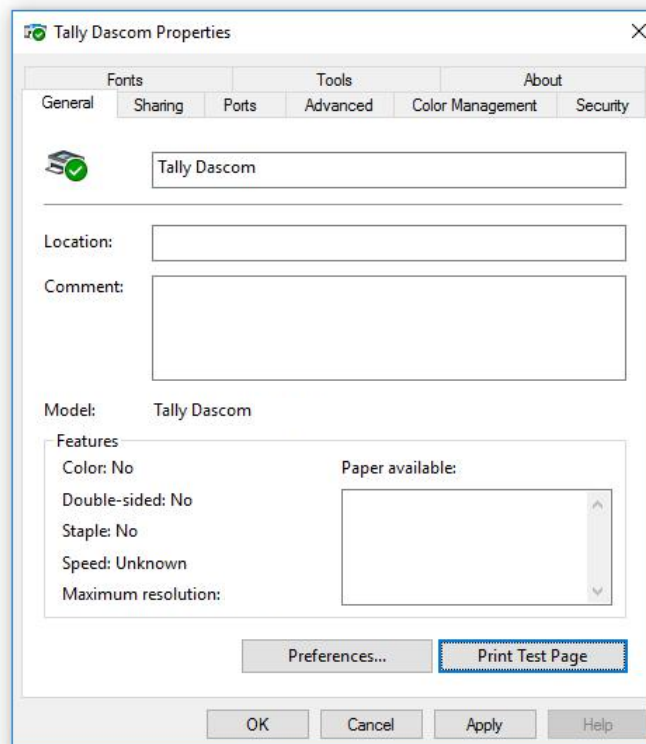 Tally Dascom Properties
Fonts Tools About
General Sharing Ports Advanced Color Management Security
Tally Dascom
Location:
Comment:
Model: Tally Dascom
Features
Color: No Paper available:
Double-sided: No
Staple: No
Speed: Unknown
Maximum resolution:
Preferences... Print Test Page
OK Cancel Apply Help